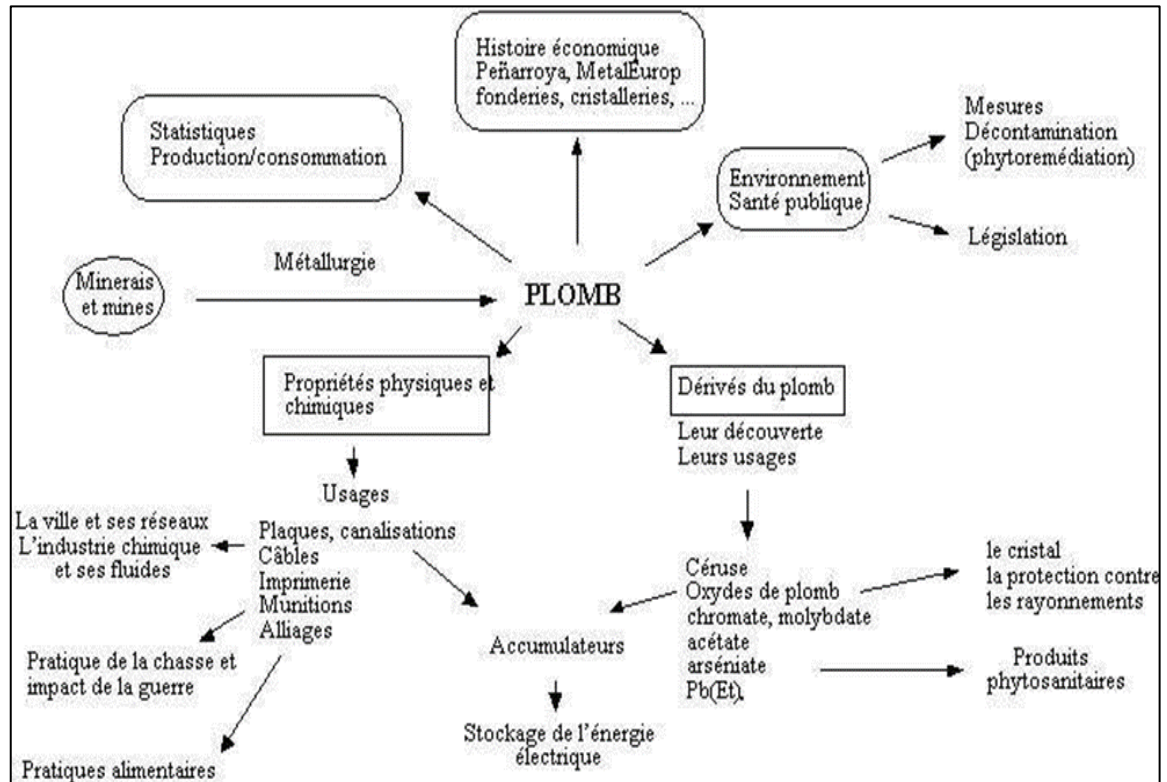 Histoire économique
Peñarroya, MetalEurop
fonderies, cristalleries, ...
Statistiques
Production/consommation
Mesures
Décontamination
(phytoremédiation)
Environnement
Santé publique
Législation
Métallurgie
Minerais
et mines
PLOMB
Propriétés physiques et
chimiques
Dérivés du plomb
Leur découverte
Leurs usages
Usages
La ville et ses réseaux
L'industrie chimique
et ses fluides
Plaques, canalisations
Câbles
Imprimerie
Munitions
Alliages
Céruse
Oxydes de plomb
chromate, molybdate
acétate
arséniate
Pb(Et)
le cristal
la protection contre
les rayonnements
Accumulateurs
Pratique de la chasse et
impact de la guerre
Produits
phytosanitaires
Stockage de l'énergie
électrique
Pratiques alimentaires